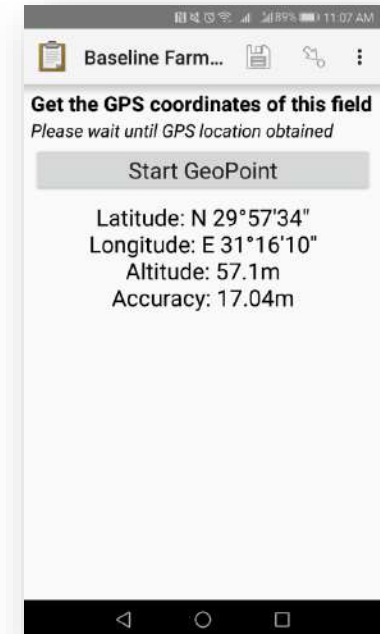 89% 11:07 AM
Baseline Farm...
Get the GPS coordinates of this field
Please wait until GPS location obtained
Start GeoPoint
Latitude: N 29°57'34"
Longitude: E 31°16'10"
Altitude: 57.1m
Accuracy: 17.04m